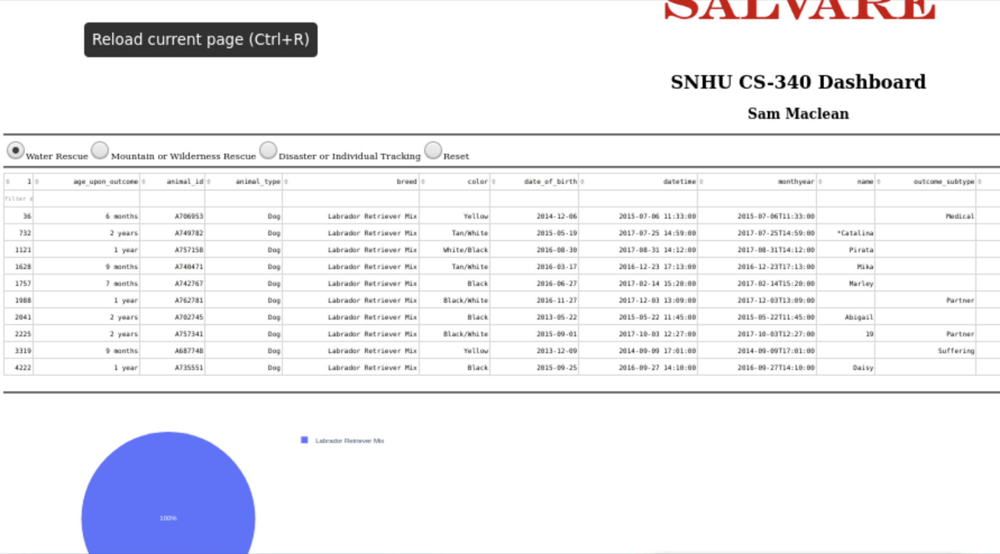 SALVARE
Reload current page (Ctrl+R)
SNHU CS-340 Dashboard
Sam Maclean
Water Rescue Mountain or Wilderness Rescue Disaster or Individual Tracking Reset
1 age_upon_outcome animal_id animal_type breed color date_of_birth datetime monthyear name outcome_subtype
filter d
36 6 months A706953 Dog Labrador Retriever Mix Yellow 2014-12-06 2015-07-06 11:33:00 2015-07-06T11:33:00 Medical
732 2 years A749782 Dog Labrador Retriever Mix Tan/White 2015-05-19 2017-07-25 14:59:00 2017-07-25T14:59:00 *Catalina
1121 1 year A757158 Dog Labrador Retriever Mix White/Black 2016-08-30 2017-08-31 14:12:00 2017-08-31T14:12:00 Pirata
1628 9 months A740471 Dog Labrador Retriever Mix Tan/White 2016-03-17 2016-12-23 17:13:00 2016-12-23T17:13:00 Mika
1757 7 months A742767 Dog Labrador Retriever Mix Black 2016-06-27 2017-02-14 15:20:00 2017-02-14T15:20:00 Marley
1988 1 year A762781 Dog Labrador Retriever Mix Black/White 2016-11-27 2017-12-03 13:09:00 2017-12-03T13:09:00 Partner
2041 2 years A702745 Dog Labrador Retriever Mix Black 2013-05-22 2015-05-22 11:45:00 2015-05-22T11:45:00 Abigail
2225 2 years A757341 Dog Labrador Retriever Mix Black/White 2015-09-01 2017-10-03 12:27:00 2017-10-03T12:27:00 19 Partner
3319 9 months A687748 Dog Labrador Retriever Mix Yellow 2013-12-09 2014-09-09 17:01:00 2014-09-09T17:01:00 Suffering
4222 1 year A735551 Dog Labrador Retriever Mix Black 2015-09-25 2016-09-27 14:10:00 2016-09-27T14:10:00 Daisy
Labrador Retriever Mix
100%